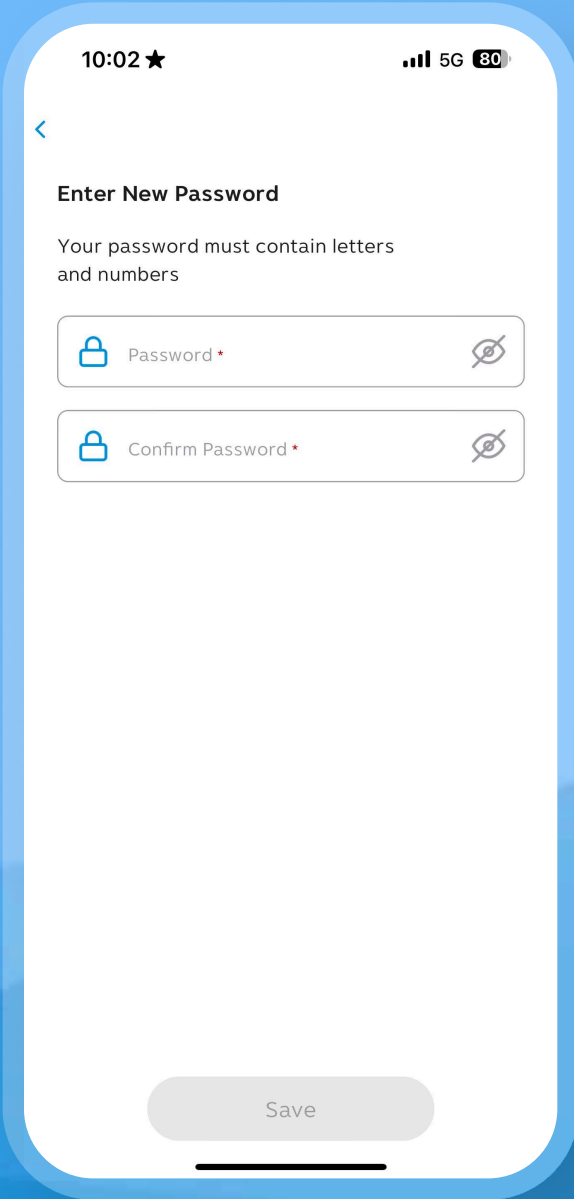 10:02
5G 80
Enter New Password
Your password must contain letters
and numbers
Password *
Confirm Password *
Save